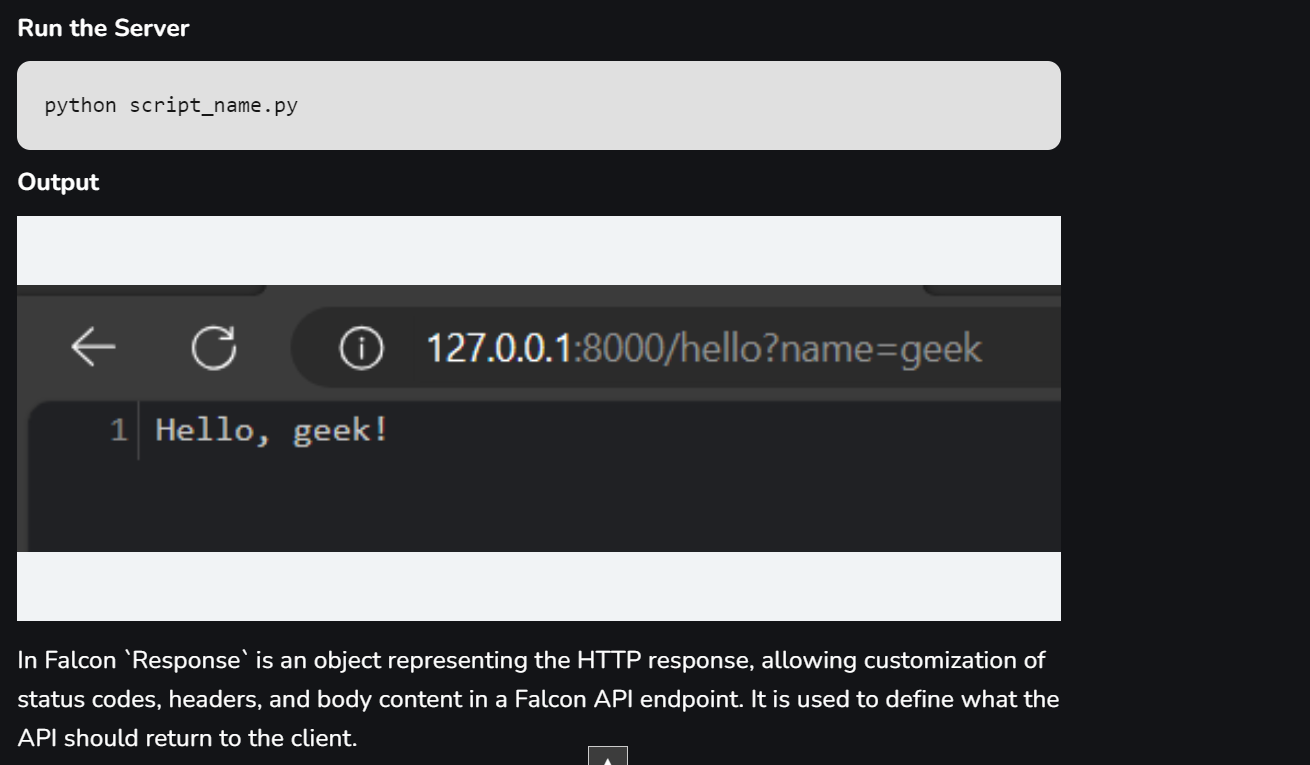 Run the Server
python script_name.py
Output
127.0.0.1:8000/hello?name=geek
1 Hello, geek!
In Falcon `Response` is an object representing the HTTP response, allowing customization of
status codes, headers, and body content in a Falcon API endpoint. It is used to define what the
API should return to the client.